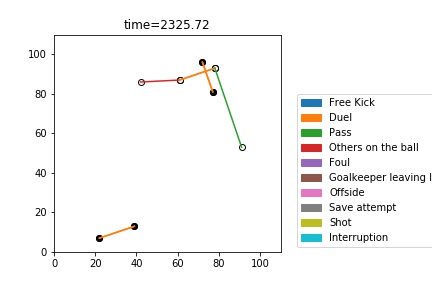 time=2325.72
100
80
60
40
20
0
0 20 40 60 80 100
Free Kick
Duel
Pass
Others on the ball
Foul
Goalkeeper leaving l
Offside
Save attempt
Shot
Interruption